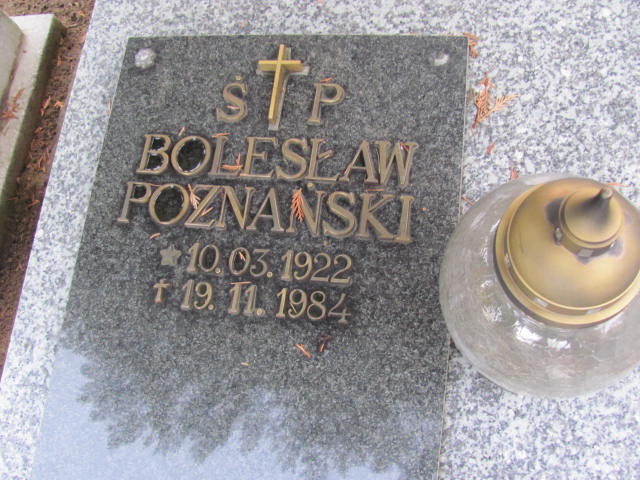 Ś P
BOLESŁAW
POZNAŃSKI
10.03.1922
19.11.1984